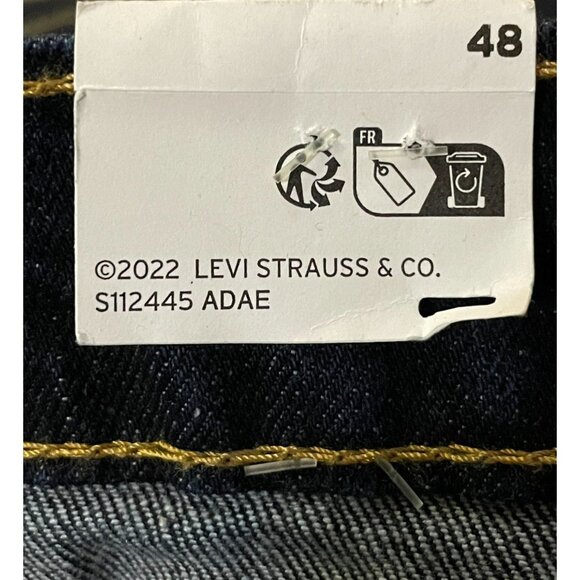 48
FR
©2022 LEVI STRAUSS & CO.
S112445 ADAE